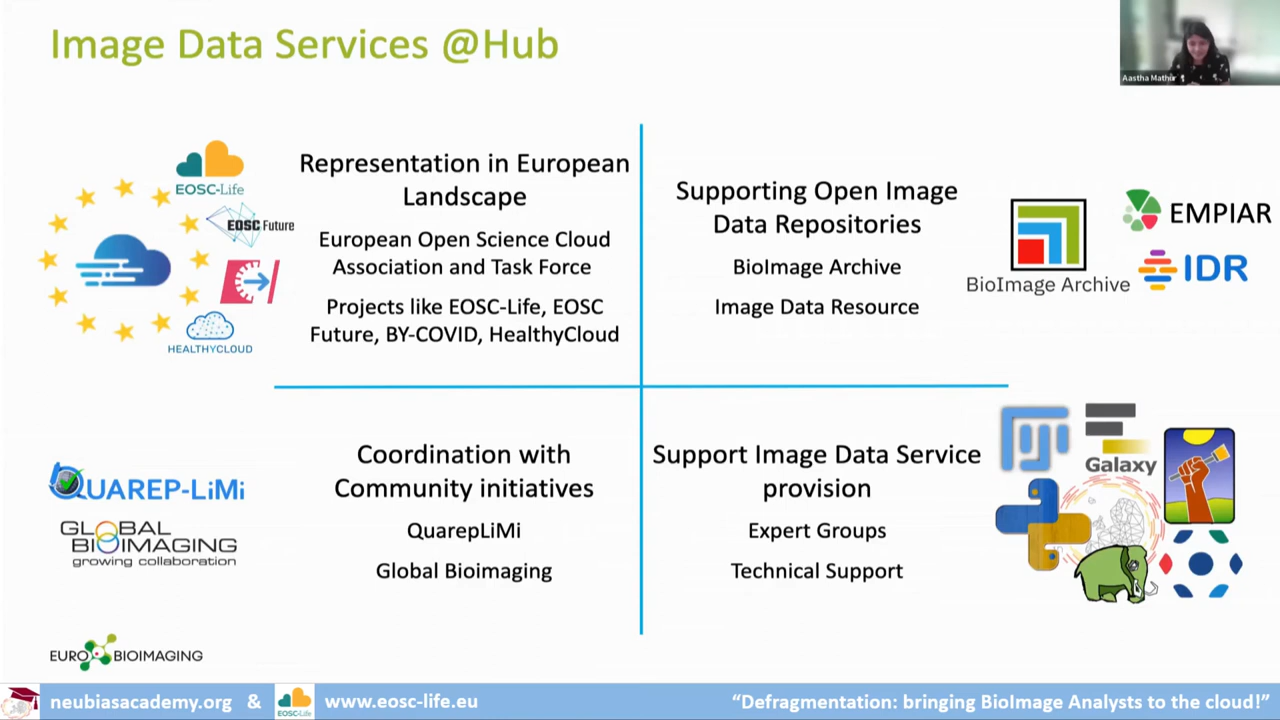 Image Data Services @Hub
Aastha Mathur
EOSC-Life
EOSC Future
HEALTHYCLOUD
Representation in European
Landscape
European Open Science Cloud
Association and Task Force
Projects like EOSC-Life, EOSC
Future, BY-COVID, HealthyCloud
Supporting Open Image
Data Repositories
BioImage Archive
Image Data Resource
BioImage Archive
EMPIAR
IDR
QUAREP-LiMi
GLOBAL
BIOIMAGING
growing collaboration
Coordination with
Community initiatives
QuarepLiMi
Global Bioimaging
Support Image Data Service
provision
Expert Groups
Technical Support
Galaxy
EURO BIOIMAGING
neubiasacademy.org & EOSC-Life www.eosc-life.eu “Defragmentation: bringing BioImage Analysts to the cloud!”